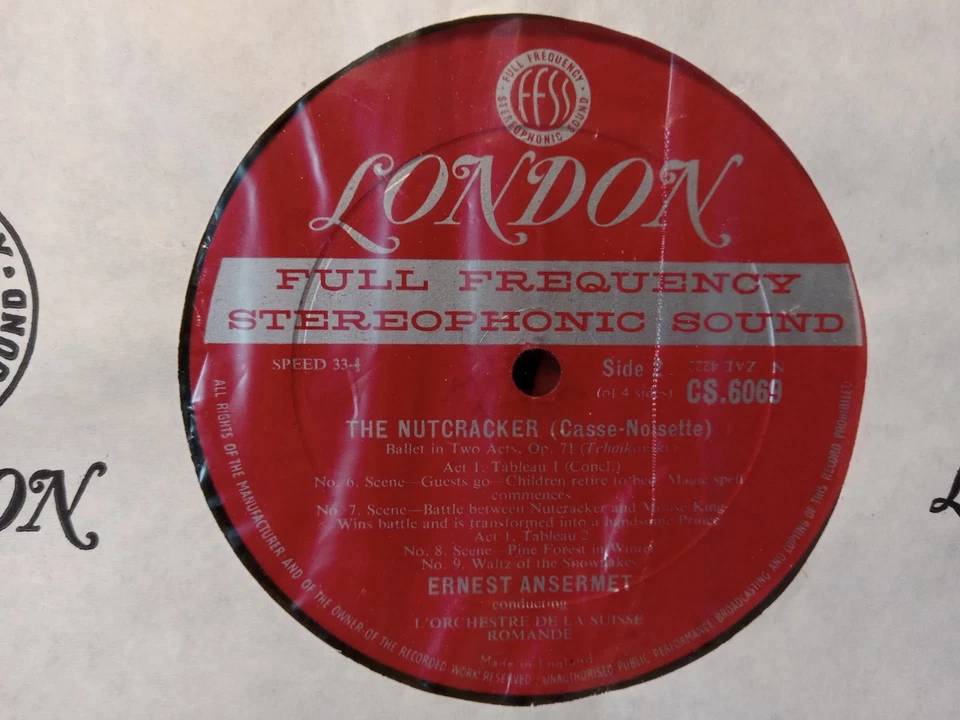 FULL FREQUENCY
STEREOPHONIC SOUND
FFSS
LONDON
FULL FREQUENCY
STEREOPHONIC SOUND
SPEED 33-⅓
Side 2
ZAL 4222 N
(of 4 sides)
CS.6069
THE NUTCRACKER (Casse-Noisette)
Ballet in Two Acts, Op. 71 (Tchaikovsky)
Act 1, Tableau 1 (Concl.)
No. 6. Scene—Guests go—Children retire to bed. Magic spell
commences
No. 7. Scene—Battle between Nutcracker and Mouse King
Wins battle and is transformed into a handsome Prince
Act 1, Tableau 2
No. 8. Scene—Pine Forest in Winter
No. 9. Waltz of the Snowflakes
ERNEST ANSERMET
conducting
L'ORCHESTRE DE LA SUISSE
ROMANDE
Made in England
ALL RIGHTS OF THE MANUFACTURER AND OF THE OWNER OF THE RECORDED WORK RESERVED · UNAUTHORISED PUBLIC PERFORMANCE BROADCASTING AND COPYING OF THIS RECORD PROHIBITED
OUND
ON